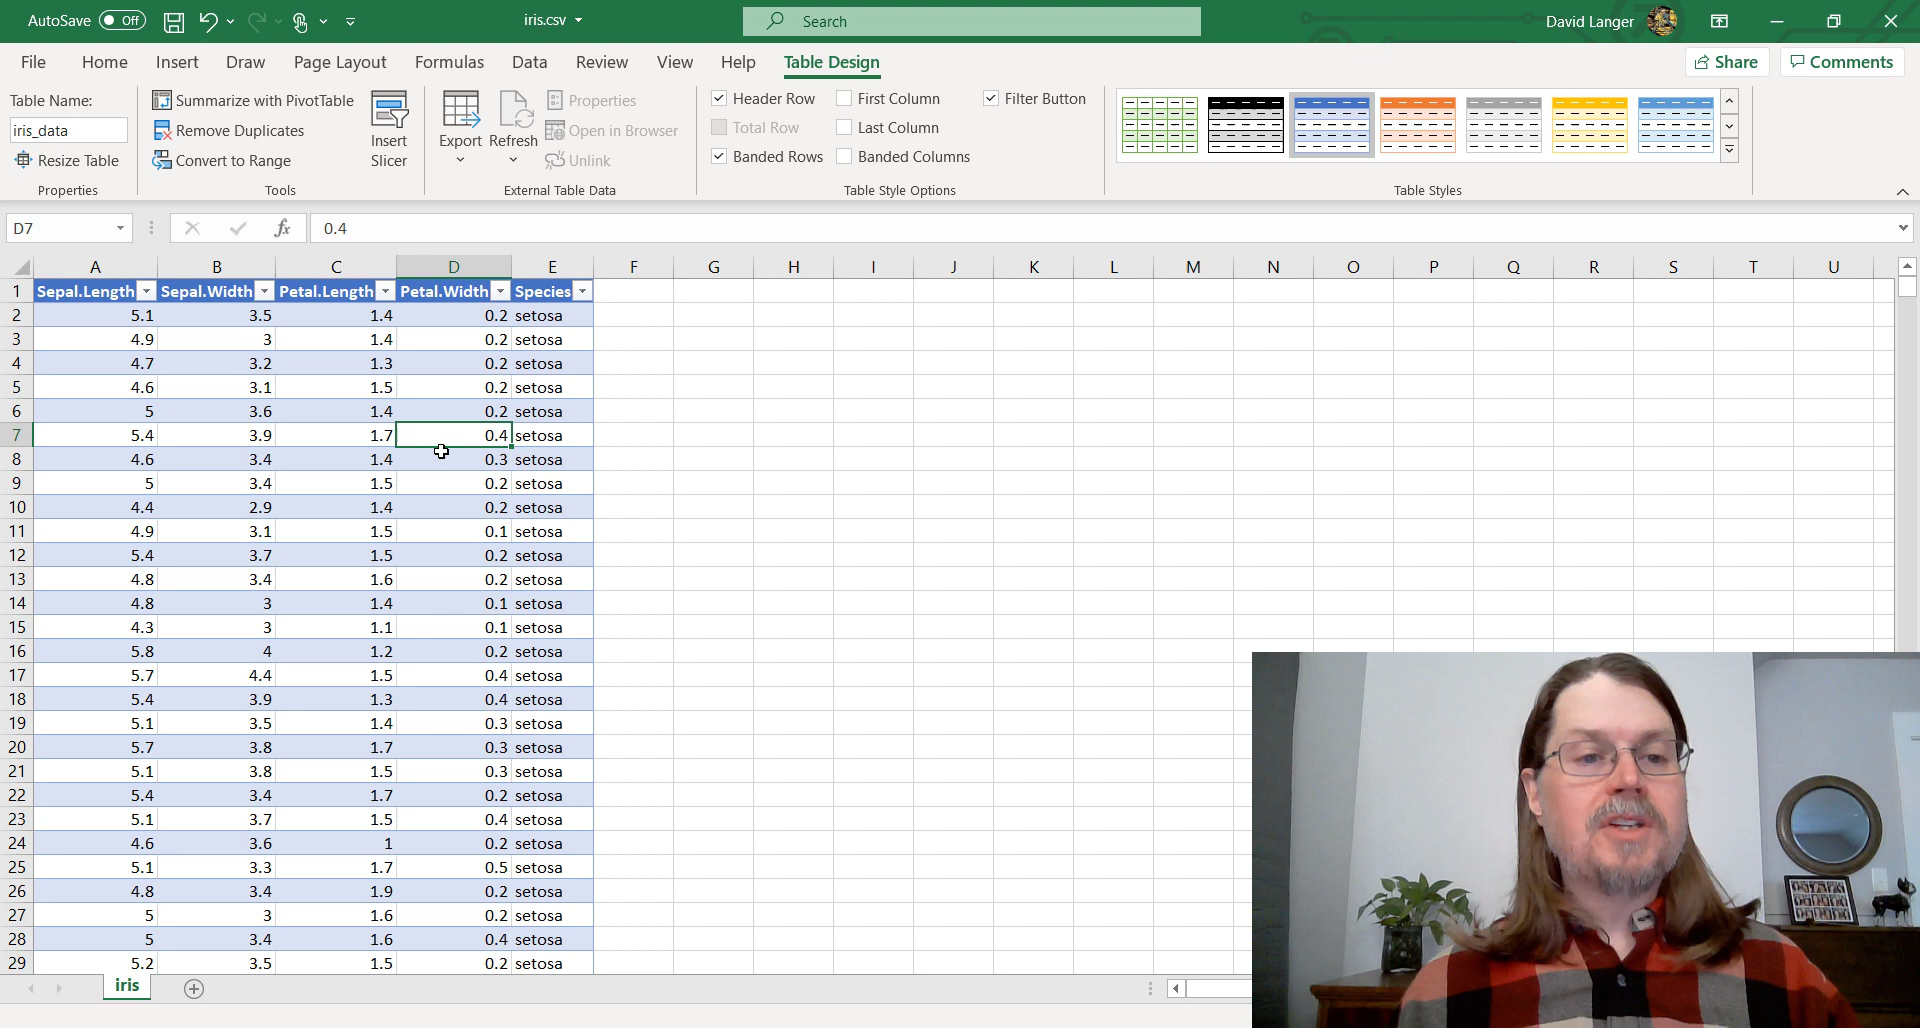 AutoSave Off iris.csv Search David Langer
File Home Insert Draw Page Layout Formulas Data Review View Help Table Design Share Comments
Table Name:
iris_data
Resize Table
Properties
Summarize with PivotTable
Remove Duplicates
Convert to Range
Tools
Insert
Slicer
Export Refresh
Properties
Open in Browser
Unlink
External Table Data
Header Row First Column Filter Button
Total Row Last Column
Banded Rows Banded Columns
Table Style Options
Table Styles
D7 fx 0.4
A B C D E F G H I J K L M N O P Q R S T U
1 Sepal.Length Sepal.Width Petal.Length Petal.Width Species
2 5.1 3.5 1.4 0.2 setosa
3 4.9 3 1.4 0.2 setosa
4 4.7 3.2 1.3 0.2 setosa
5 4.6 3.1 1.5 0.2 setosa
6 5 3.6 1.4 0.2 setosa
7 5.4 3.9 1.7 0.4 setosa
8 4.6 3.4 1.4 0.3 setosa
9 5 3.4 1.5 0.2 setosa
10 4.4 2.9 1.4 0.2 setosa
11 4.9 3.1 1.5 0.1 setosa
12 5.4 3.7 1.5 0.2 setosa
13 4.8 3.4 1.6 0.2 setosa
14 4.8 3 1.4 0.1 setosa
15 4.3 3 1.1 0.1 setosa
16 5.8 4 1.2 0.2 setosa
17 5.7 4.4 1.5 0.4 setosa
18 5.4 3.9 1.3 0.4 setosa
19 5.1 3.5 1.4 0.3 setosa
20 5.7 3.8 1.7 0.3 setosa
21 5.1 3.8 1.5 0.3 setosa
22 5.4 3.4 1.7 0.2 setosa
23 5.1 3.7 1.5 0.4 setosa
24 4.6 3.6 1 0.2 setosa
25 5.1 3.3 1.7 0.5 setosa
26 4.8 3.4 1.9 0.2 setosa
27 5 3 1.6 0.2 setosa
28 5 3.4 1.6 0.4 setosa
29 5.2 3.5 1.5 0.2 setosa
iris